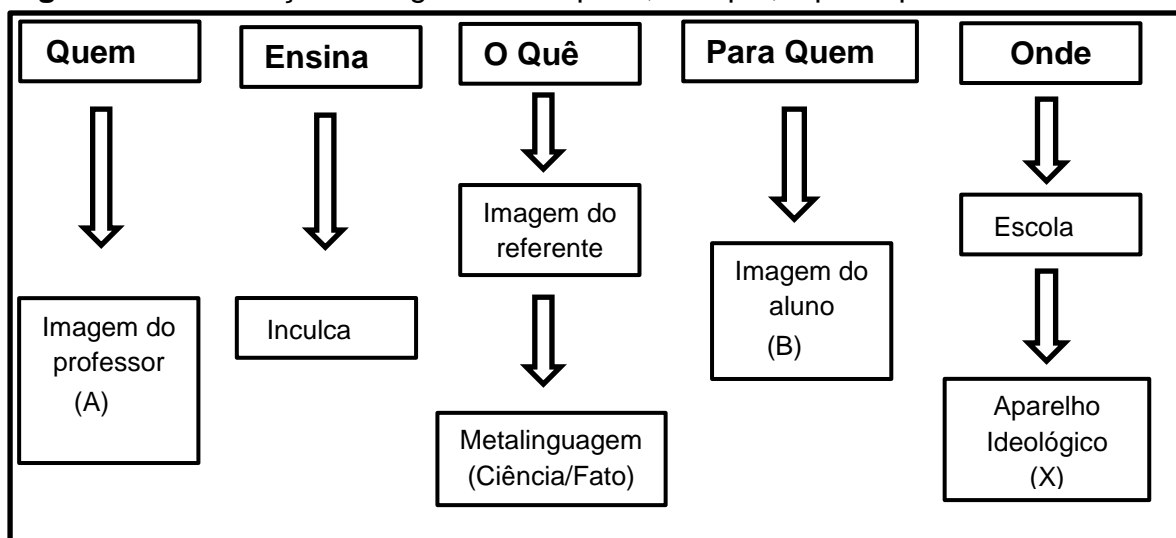 Quem
Ensina
O Quê
Para Quem
Onde
Imagem do
referente
Escola
Imagem do
professor
(A)
Inculca
Imagem do
aluno
(B)
Metalinguagem
(Ciência/Fato)
Aparelho
Ideológico
(X)